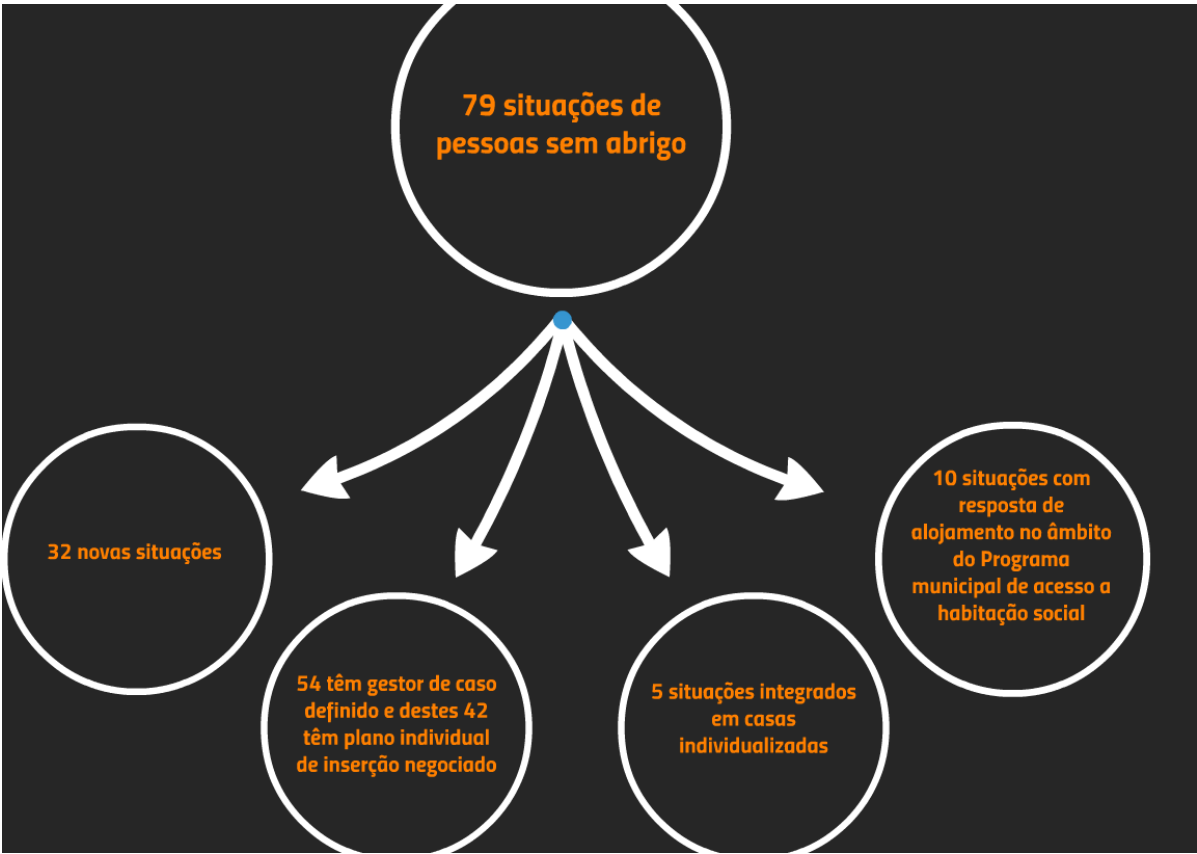 79 situações de
pessoas sem abrigo
32 novas situações
54 têm gestor de caso
definido e destes 42
têm plano individual
de inserção negociado
5 situações integrados
em casas
individualizadas
10 situações com
resposta de
alojamento no âmbito
do Programa
municipal de acesso a
habitação social